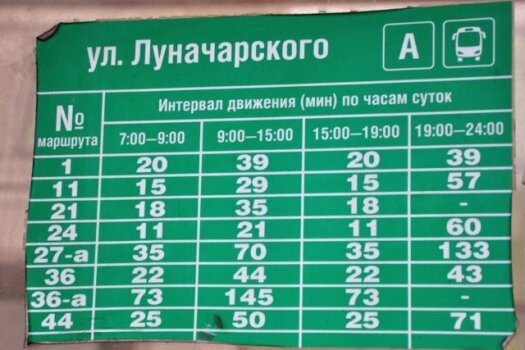 ул. Луначарского A
№ маршрута Интервал движения (мин) по часам суток
7:00–9:00 9:00–15:00 15:00–19:00 19:00–24:00
1 20 39 20 39
11 15 29 15 57
21 18 35 18 -
24 11 21 11 60
27-а 35 70 35 133
36 22 44 22 43
36-а 73 145 73 -
44 25 50 25 71